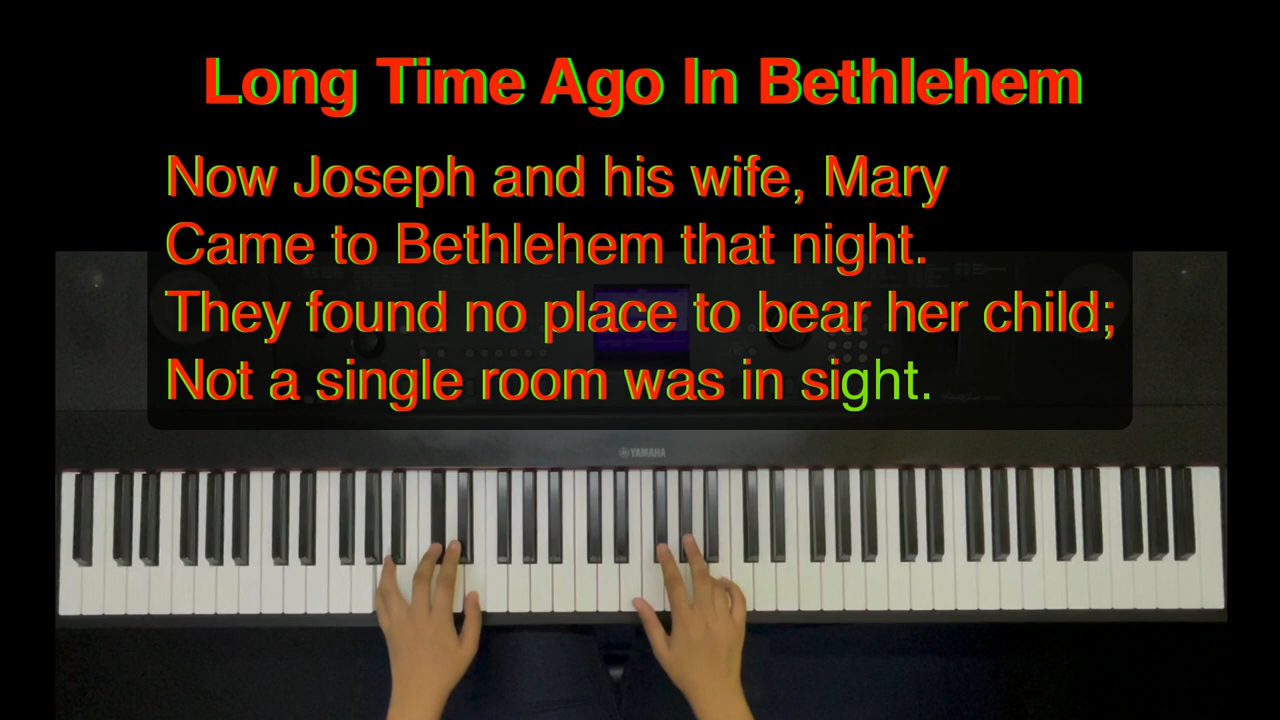 Long Time Ago In Bethlehem
Now Joseph and his wife, Mary
Came to Bethlehem that night.
They found no place to bear her child;
Not a single room was in sight.
YAMAHA